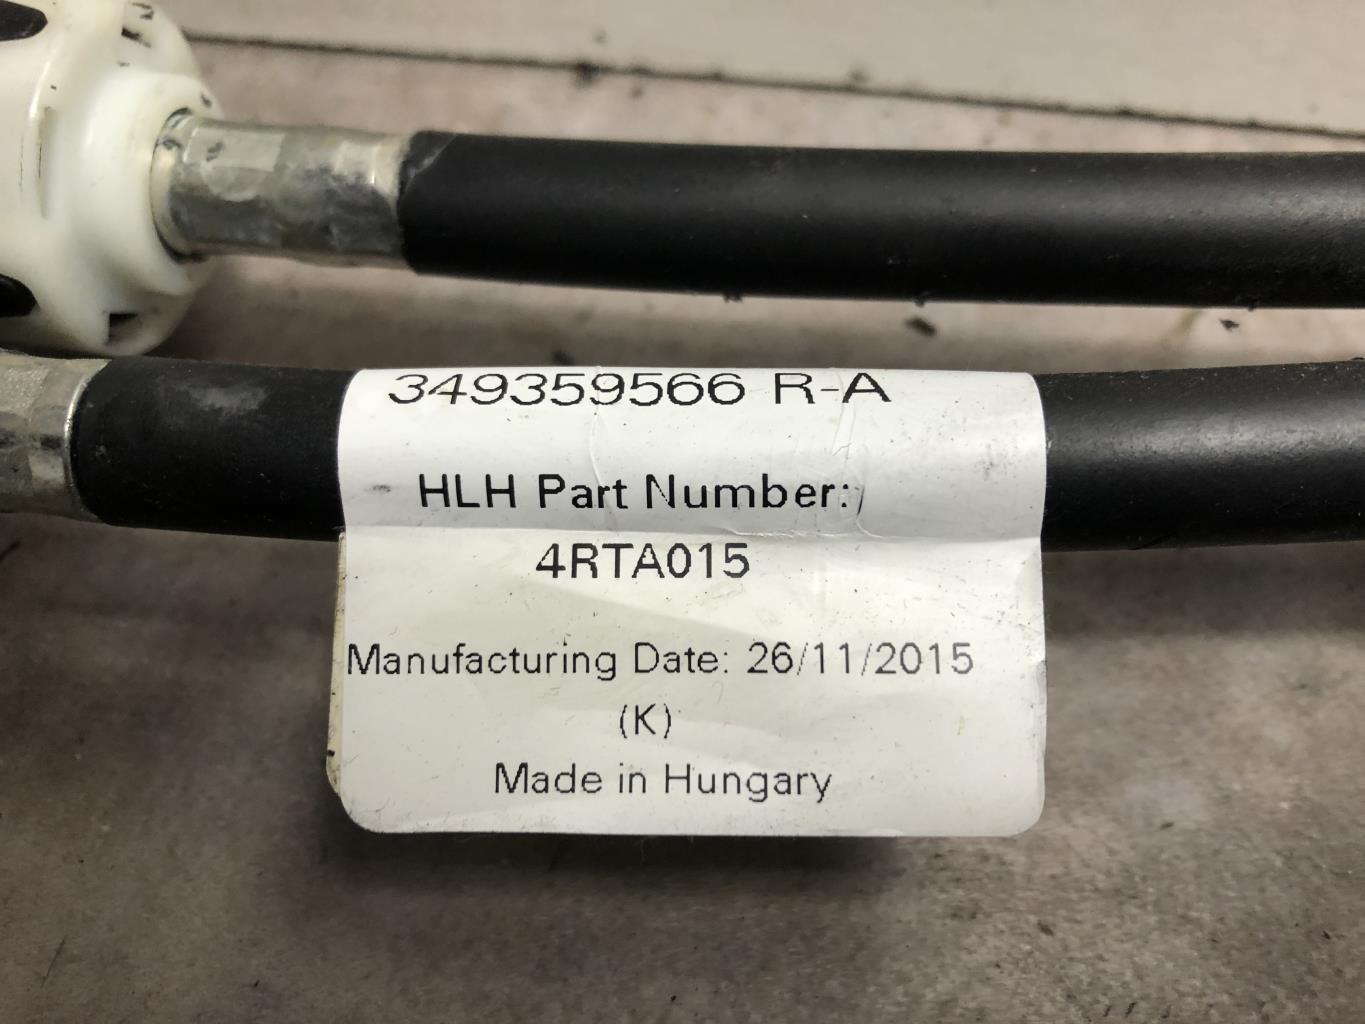 349359566 R-A
HLH Part Number:
4RTA015
Manufacturing Date: 26/11/2015
(K)
Made in Hungary